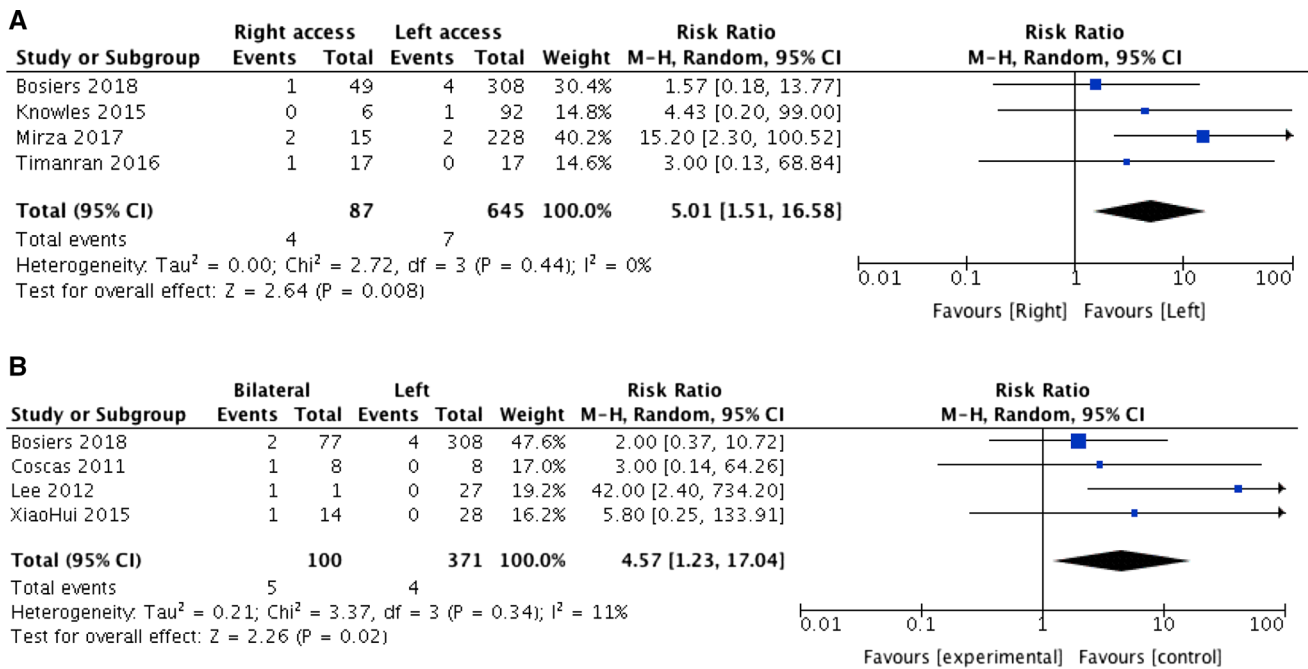 A
Right access Left access Risk Ratio Risk Ratio
Study or Subgroup Events Total Events Total Weight M-H, Random, 95% CI M-H, Random, 95% CI
Bosiers 2018 1 49 4 308 30.4% 1.57 [0.18, 13.77]
Knowles 2015 0 6 1 92 14.8% 4.43 [0.20, 99.00]
Mirza 2017 2 15 2 228 40.2% 15.20 [2.30, 100.52]
Timanran 2016 1 17 0 17 14.6% 3.00 [0.13, 68.84]
Total (95% CI) 87 645 100.0% 5.01 [1.51, 16.58]
Total events 4 7
Heterogeneity: Tau² = 0.00; Chi² = 2.72, df = 3 (P = 0.44); I² = 0%
Test for overall effect: Z = 2.64 (P = 0.008)
0.01 0.1 1 10 100
Favours [Right] Favours [Left]
B
Bilateral Left Risk Ratio Risk Ratio
Study or Subgroup Events Total Events Total Weight M-H, Random, 95% CI M-H, Random, 95% CI
Bosiers 2018 2 77 4 308 47.6% 2.00 [0.37, 10.72]
Coscas 2011 1 8 0 8 17.0% 3.00 [0.14, 64.26]
Lee 2012 1 1 0 27 19.2% 42.00 [2.40, 734.20]
XiaoHui 2015 1 14 0 28 16.2% 5.80 [0.25, 133.91]
Total (95% CI) 100 371 100.0% 4.57 [1.23, 17.04]
Total events 5 4
Heterogeneity: Tau² = 0.21; Chi² = 3.37, df = 3 (P = 0.34); I² = 11%
Test for overall effect: Z = 2.26 (P = 0.02)
0.01 0.1 1 10 100
Favours [experimental] Favours [control]